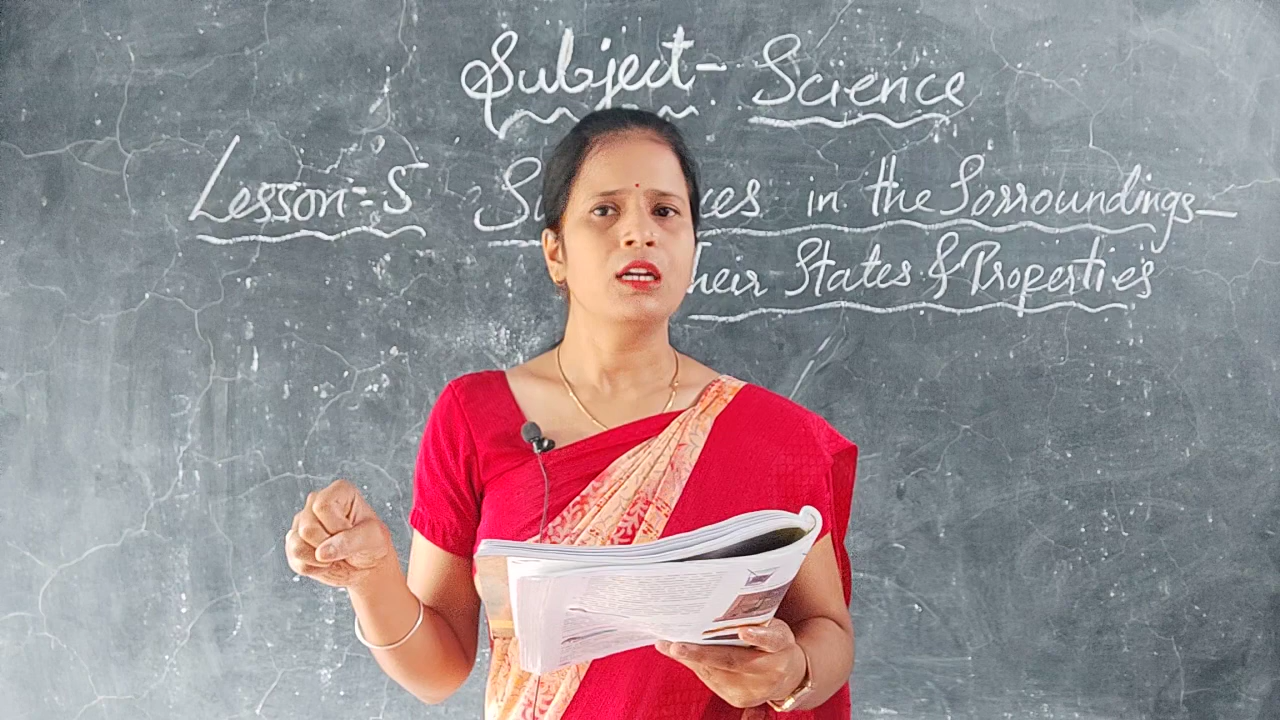 Subject- Science
Lesson-5 in the Sorroundings-
States & Properties